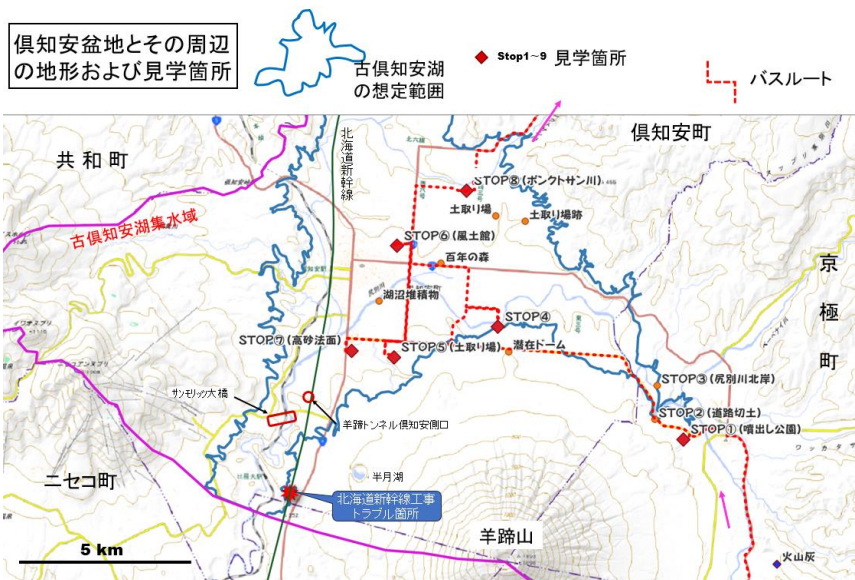 倶知安盆地とその周辺
の地形および見学箇所
古倶知安湖
の想定範囲
Stop1~9 見学箇所
バスルート
倶知安町
共和町
北海道新幹線
古倶知安湖集水域
STOP⑧(ポンクトサン川)
土取り場
土取り場跡
STOP⑥(風土館)
百年の森
京極町
湖沼堆積物
STOP④
STOP⑦(高砂法面)
STOP⑤(土取り場)
潜在ドーム
STOP③(尻別川北岸)
サンモリッツ大橋
STOP②(道路切土)
羊蹄トンネル倶知安側口
STOP①(噴出し公園)
ニセコ町
半月湖
北海道新幹線工事
トラブル箇所
羊蹄山
5 km
火山灰